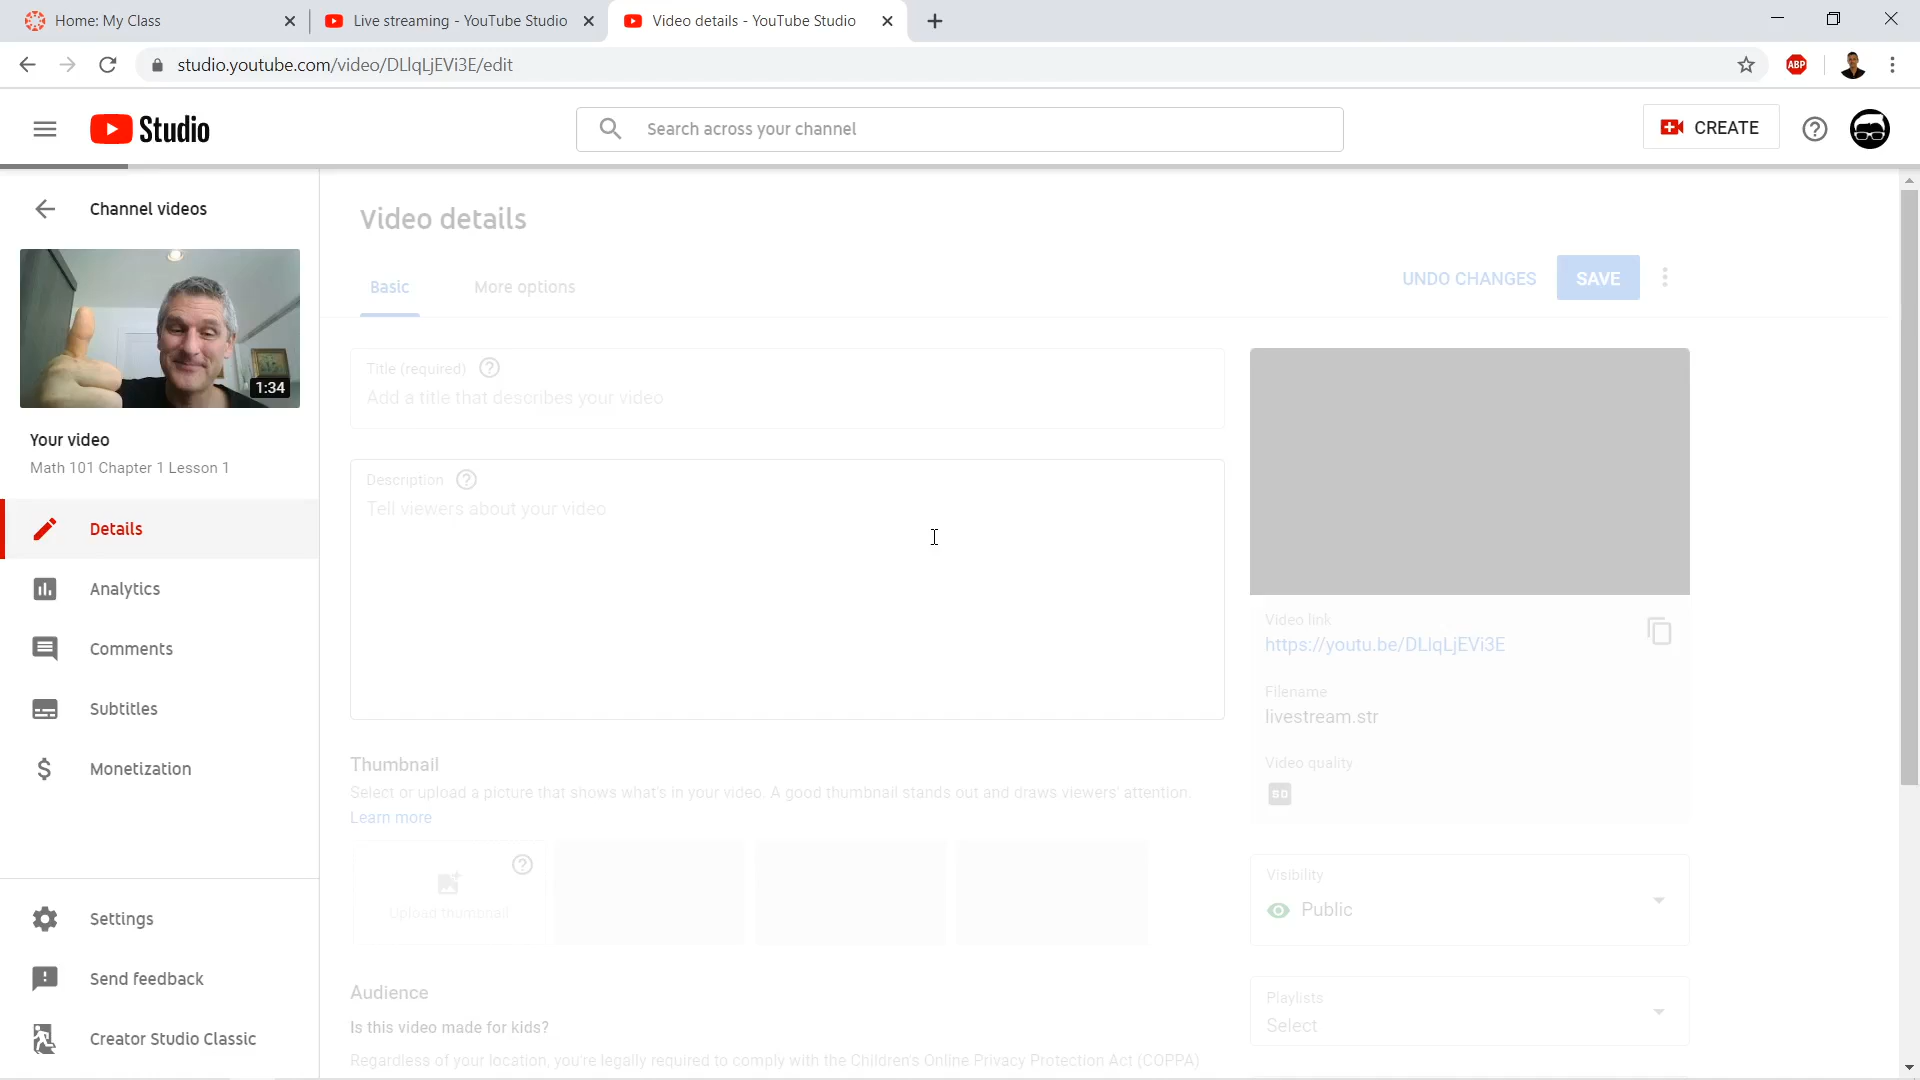 Home: My Class
Live streaming - YouTube Studio
Video details - YouTube Studio
studio.youtube.com/video/DLlqLjEVi3E/edit
ABP
Studio
Search across your channel
CREATE
Channel videos
Video details
Basic
More options
UNDO CHANGES
SAVE
1:34
Your video
Math 101 Chapter 1 Lesson 1
Title (required)
Add a title that describes your video
Description
Tell viewers about your video
Details
Analytics
Comments
Subtitles
Monetization
Video link
https://youtu.be/DLlqLjEVi3E
Filename
livestream.str
Video quality
SD
Thumbnail
Select or upload a picture that shows what's in your video. A good thumbnail stands out and draws viewers' attention.
Learn more
Upload thumbnail
Visibility
Public
Playlists
Select
Audience
Is this video made for kids?
Regardless of your location, you're legally required to comply with the Children's Online Privacy Protection Act (COPPA)
Settings
Send feedback
Creator Studio Classic